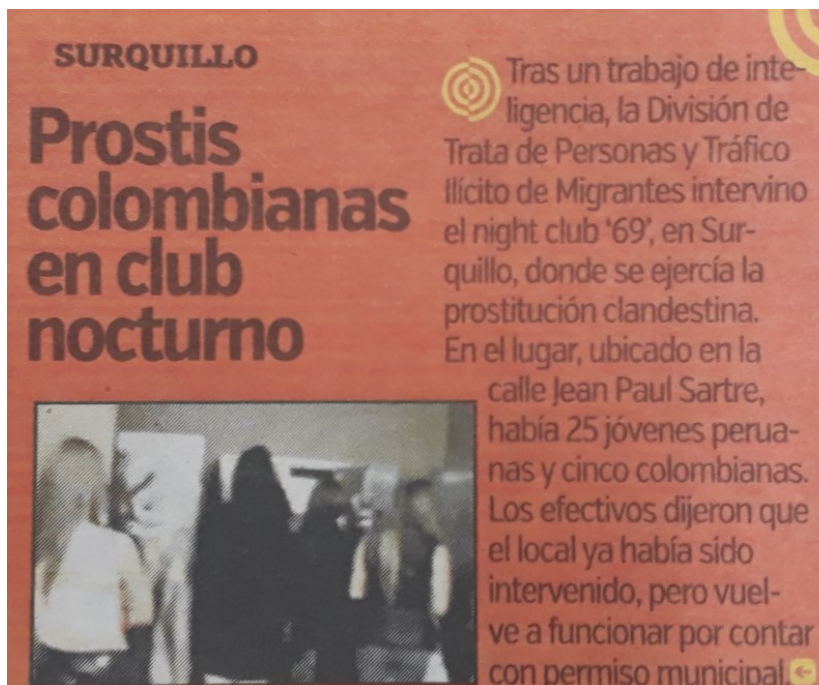 SURQUILLO
Prostis
colombianas
en club
nocturno
Tras un trabajo de inte-
ligencia, la División de
Trata de Personas y Tráfico
Ilícito de Migrantes intervino
el night club ‘69’, en Sur-
quillo, donde se ejercía la
prostitución clandestina.
En el lugar, ubicado en la
calle Jean Paul Sartre,
había 25 jóvenes perua-
nas y cinco colombianas.
Los efectivos dijeron que
el local ya había sido
intervenido, pero vuel-
ve a funcionar por contar
con permiso municipal.